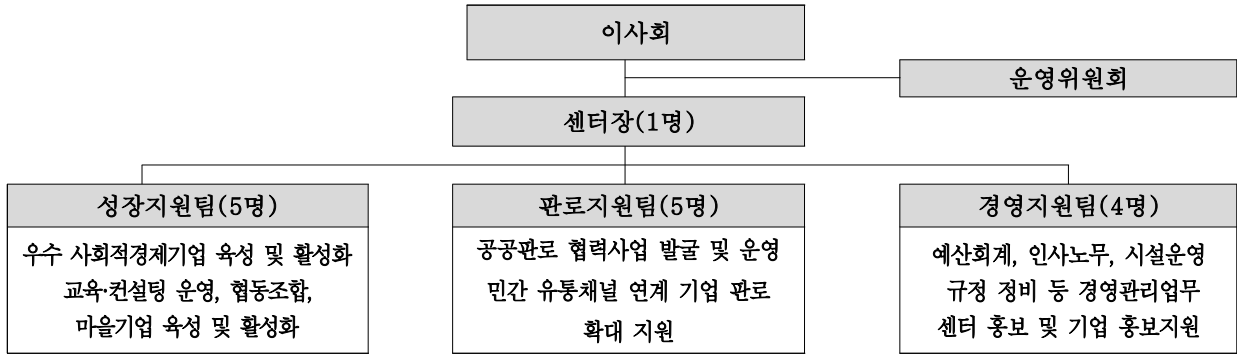 이사회
운영위원회
센터장(1명)
성장지원팀(5명)
우수 사회적경제기업 육성 및 활성화
교육·컨설팅 운영, 협동조합,
마을기업 육성 및 활성화
판로지원팀(5명)
공공판로 협력사업 발굴 및 운영
민간 유통채널 연계 기업 판로
확대 지원
경영지원팀(4명)
예산회계, 인사노무, 시설운영
규정 정비 등 경영관리업무
센터 홍보 및 기업 홍보지원